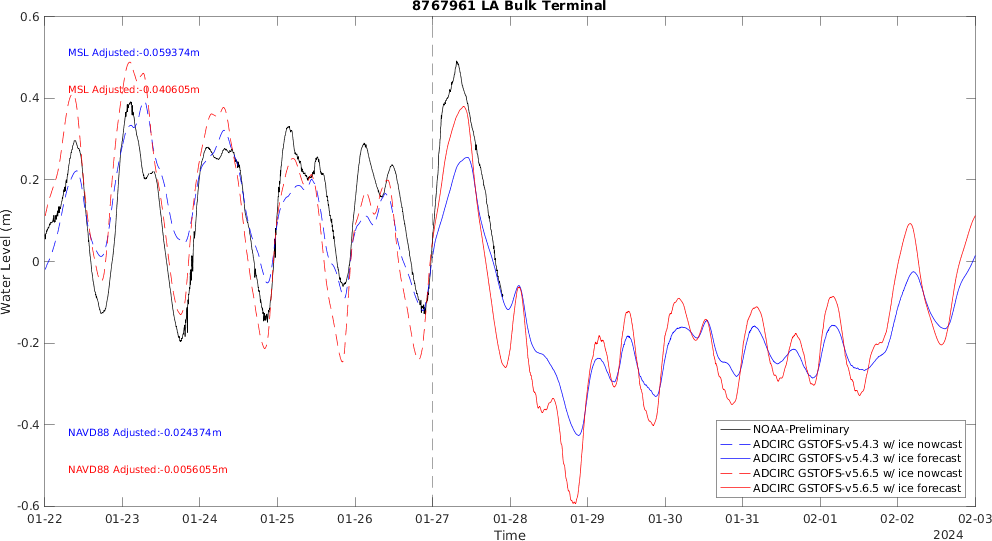 8767961 LA Bulk Terminal
0.6
0.4
0.2
0
-0.2
-0.4
-0.6
Water Level (m)
MSL Adjusted:-0.059374m
MSL Adjusted:-0.040605m
NAVD88 Adjusted:-0.024374m
NAVD88 Adjusted:-0.0056055m
NOAA-Preliminary
ADCIRC GSTOFS-v5.4.3 w/ ice nowcast
ADCIRC GSTOFS-v5.4.3 w/ ice forecast
ADCIRC GSTOFS-v5.6.5 w/ ice nowcast
ADCIRC GSTOFS-v5.6.5 w/ ice forecast
01-22 01-23 01-24 01-25 01-26 01-27 01-28 01-29 01-30 01-31 02-01 02-02 02-03
Time
2024